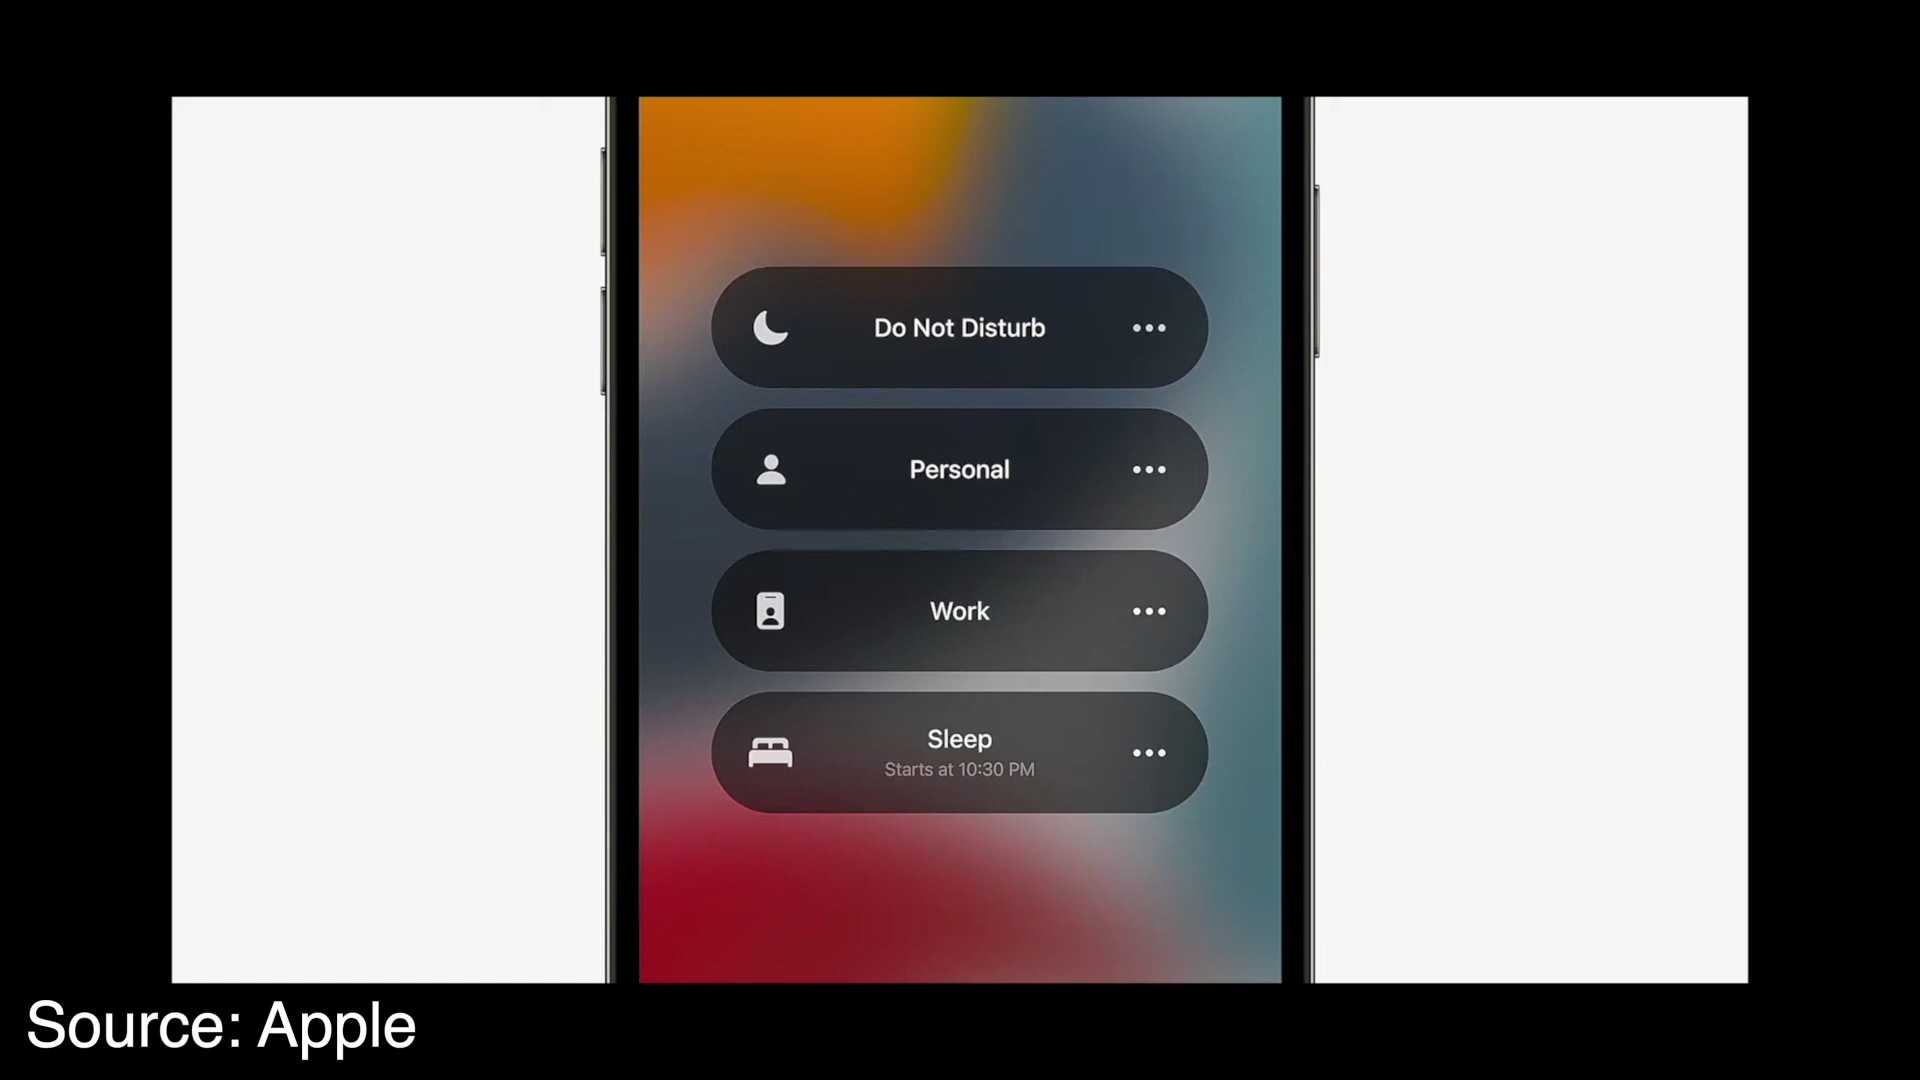 Do Not Disturb
Personal
Work
Sleep
Starts at 10:30 PM
Source: Apple